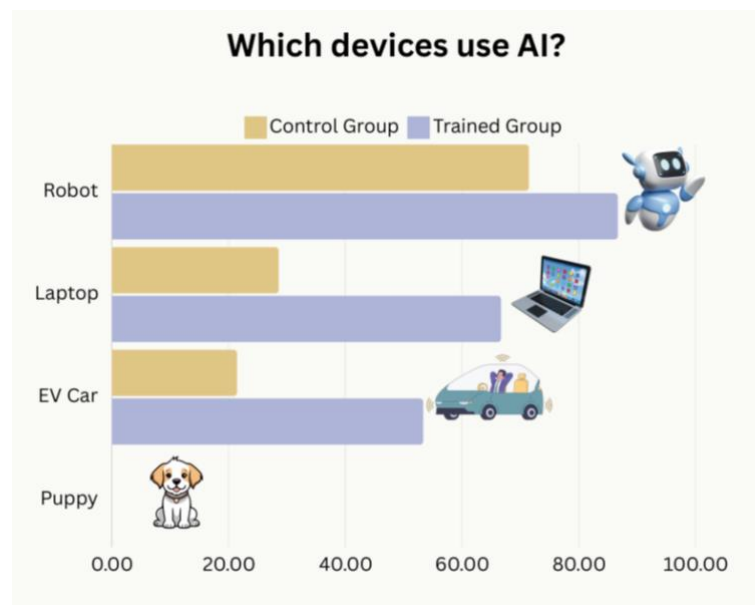 Which devices use AI?
Control Group Trained Group
Robot
Laptop
EV Car
Puppy
0.00 20.00 40.00 60.00 80.00 100.00